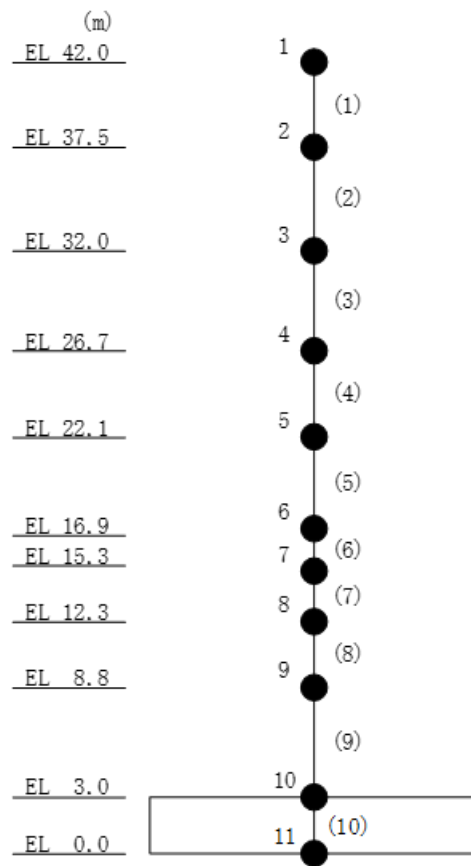 (m)
EL 42.0 1
(1)
EL 37.5 2
(2)
EL 32.0 3
(3)
EL 26.7 4
(4)
EL 22.1 5
(5)
EL 16.9 6
(6)
EL 15.3 7
(7)
EL 12.3 8
(8)
EL 8.8 9
(9)
EL 3.0 10
(10)
EL 0.0 11